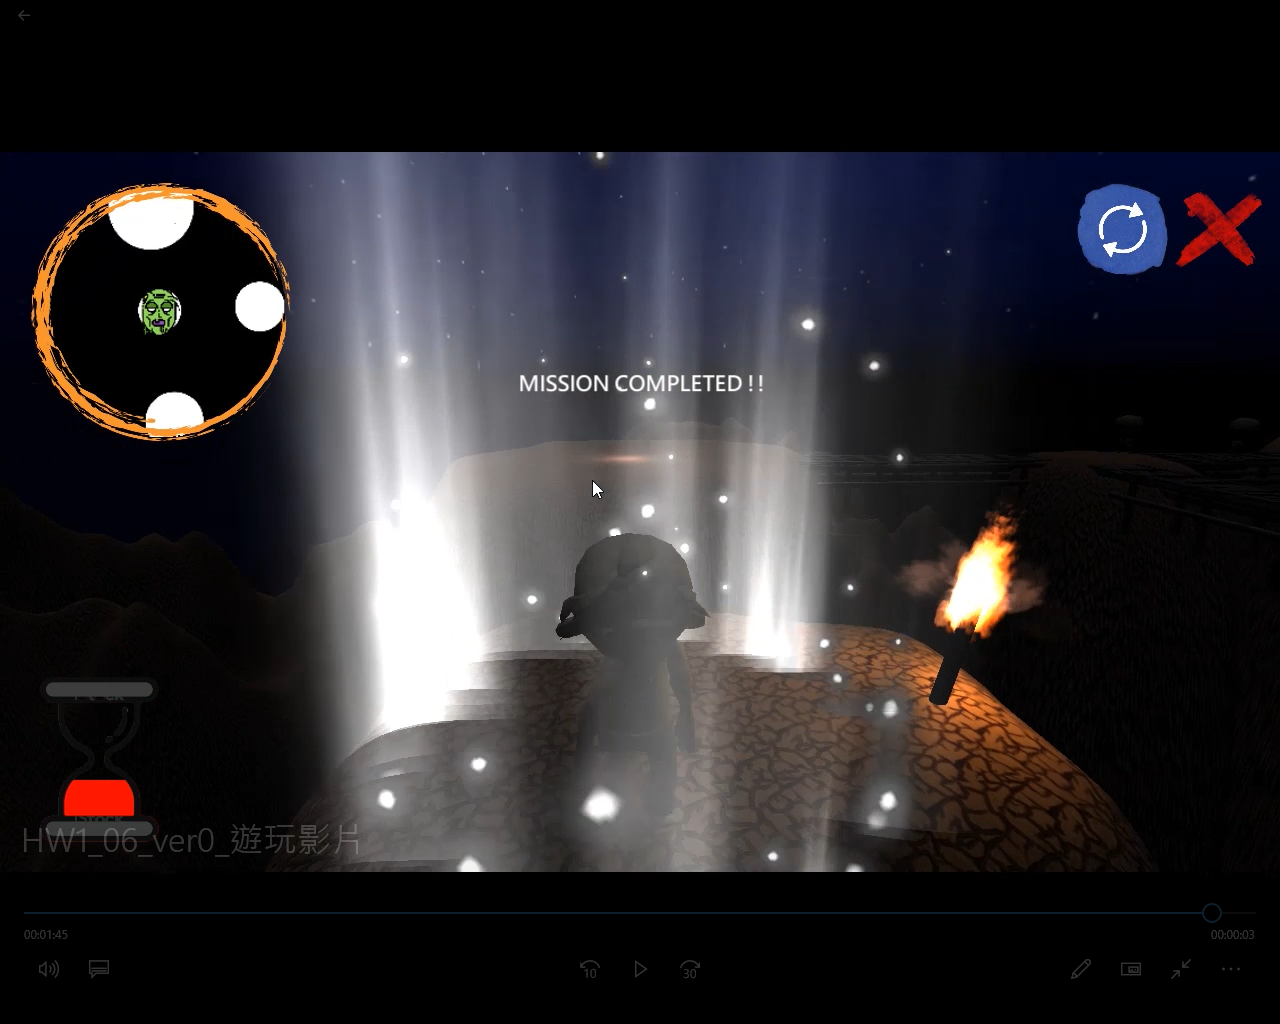 MISSION COMPLETED ! !
HW1_06_ver0_遊玩影片
00:01:45
00:00:03
10
30